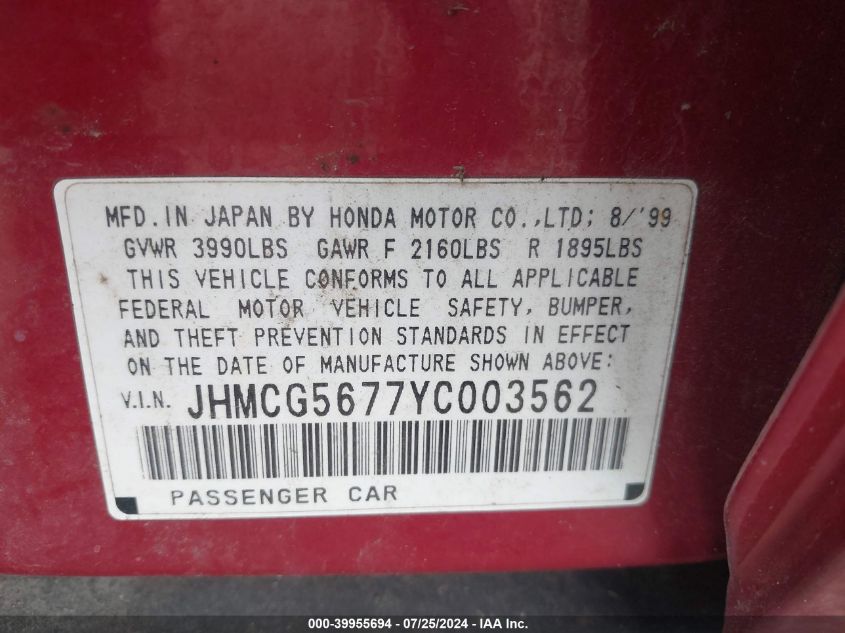 MFD. IN JAPAN BY HONDA MOTOR CO.,LTD; 8/'99
GVWR 3990LBS GAWR F 2160LBS R 1895LBS
THIS VEHICLE CONFORMS TO ALL APPLICABLE
FEDERAL MOTOR VEHICLE SAFETY, BUMPER,
AND THEFT PREVENTION STANDARDS IN EFFECT
ON THE DATE OF MANUFACTURE SHOWN ABOVE:
V.I.N. JHMCG5677YC003562
PASSENGER CAR
000-39955694 - 07/25/2024 - IAA Inc.